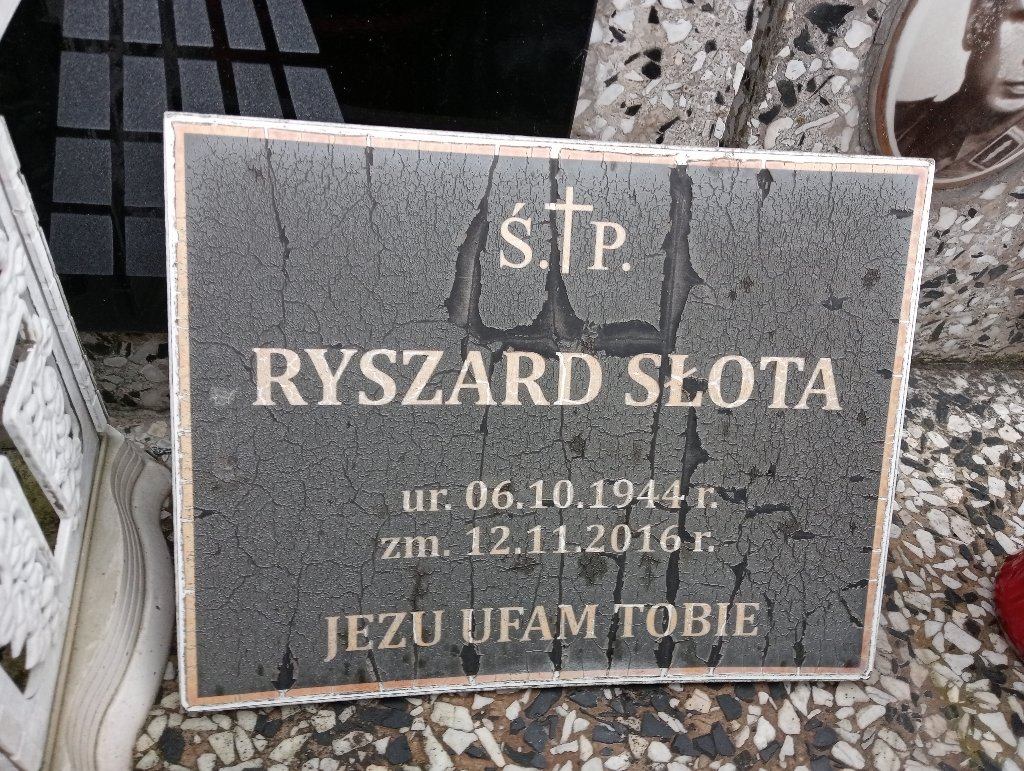 Ś.†P.
RYSZARD SŁOTA
ur. 06.10.1944 r.
zm. 12.11.2016 r.
JEZU UFAM TOBIE